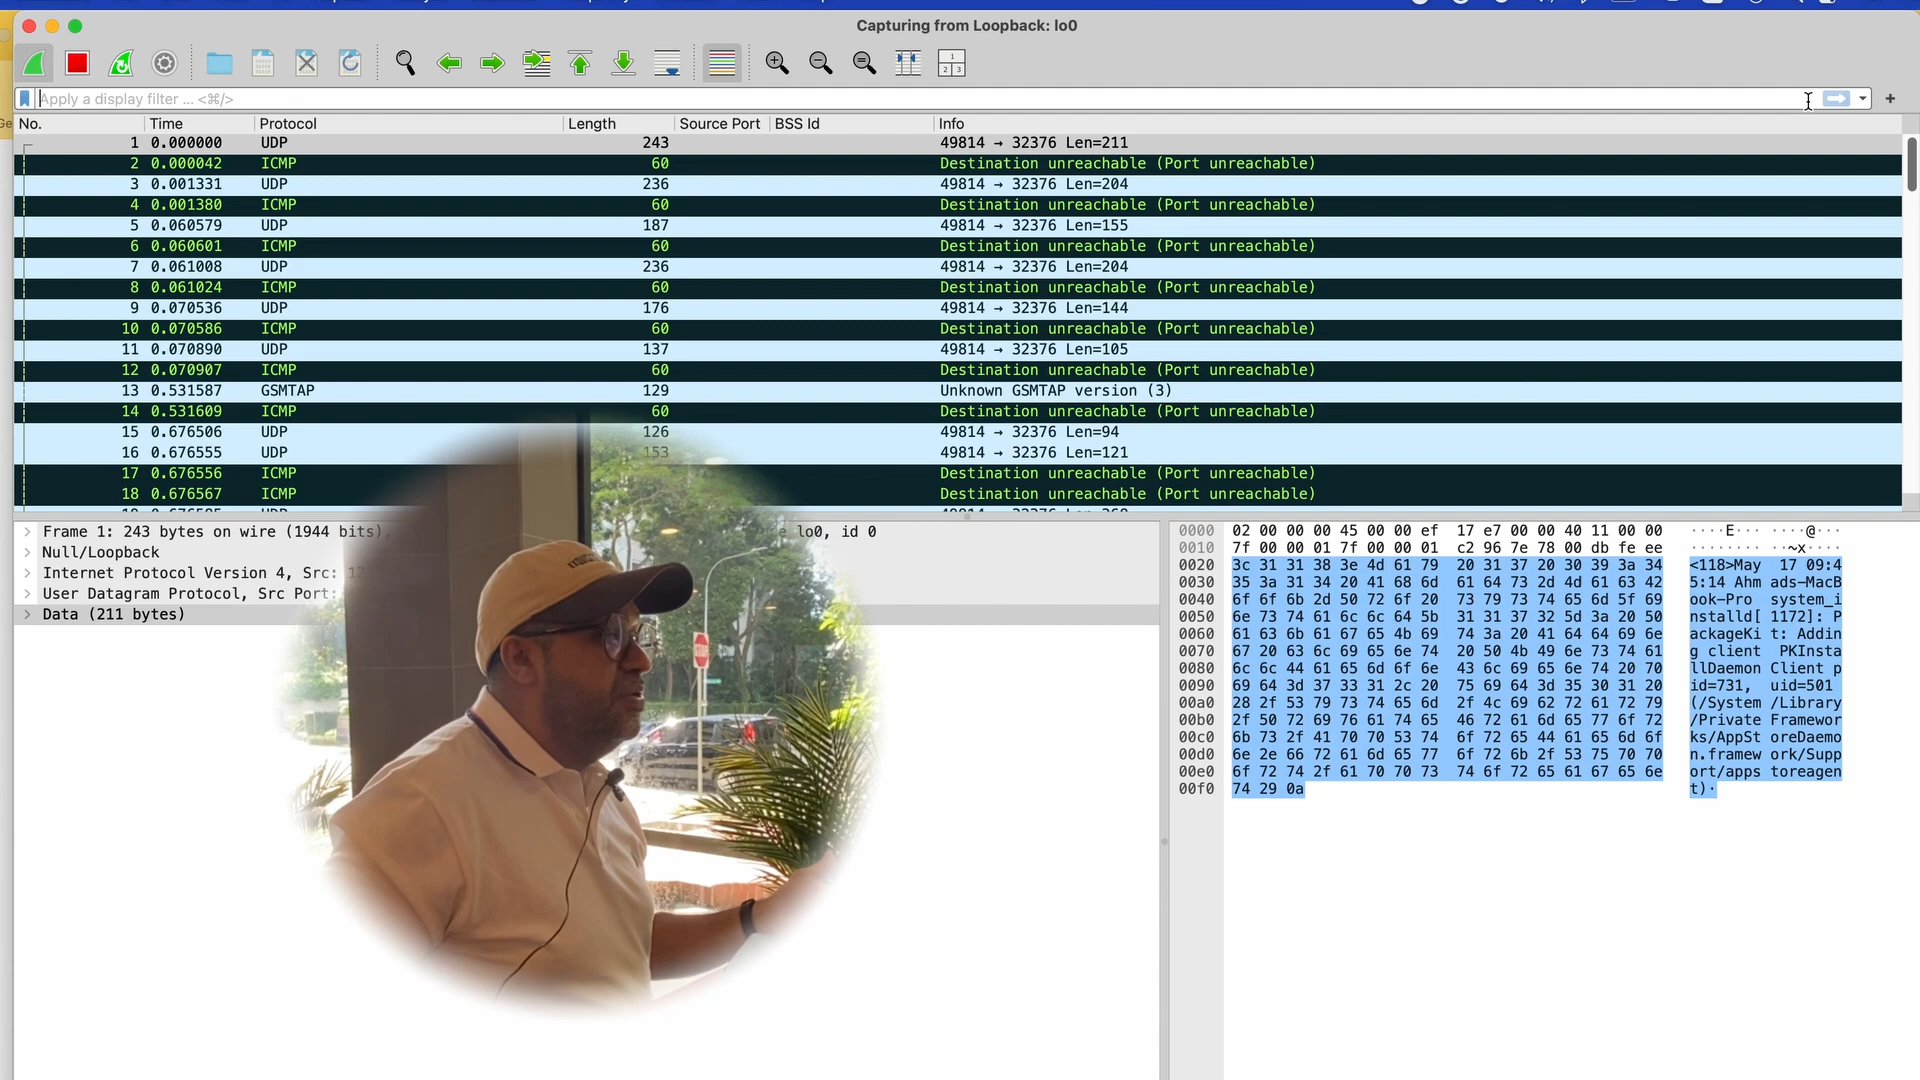 Capturing from Loopback: lo0
Apply a display filter ... <⌘/>
No. Time Protocol Length Source Port BSS Id Info
1 0.000000 UDP 243 49814 → 32376 Len=211
2 0.000042 ICMP 60 Destination unreachable (Port unreachable)
3 0.001331 UDP 236 49814 → 32376 Len=204
4 0.001380 ICMP 60 Destination unreachable (Port unreachable)
5 0.060579 UDP 187 49814 → 32376 Len=155
6 0.060601 ICMP 60 Destination unreachable (Port unreachable)
7 0.061008 UDP 236 49814 → 32376 Len=204
8 0.061024 ICMP 60 Destination unreachable (Port unreachable)
9 0.070536 UDP 176 49814 → 32376 Len=144
10 0.070586 ICMP 60 Destination unreachable (Port unreachable)
11 0.070890 UDP 137 49814 → 32376 Len=105
12 0.070907 ICMP 60 Destination unreachable (Port unreachable)
13 0.531587 GSMTAP 129 Unknown GSMTAP version (3)
14 0.531609 ICMP 60 Destination unreachable (Port unreachable)
15 0.676506 UDP 126 49814 → 32376 Len=94
16 0.676555 UDP 153 49814 → 32376 Len=121
17 0.676556 ICMP Destination unreachable (Port unreachable)
18 0.676567 ICMP Destination unreachable (Port unreachable)
Frame 1: 243 bytes on wire (1944 bits), lo0, id 0
Null/Loopback
Internet Protocol Version 4, Src:
User Datagram Protocol, Src Port:
Data (211 bytes)
STOP
0000 02 00 00 00 45 00 00 ef 17 e7 00 00 40 11 00 00 ····E··· ····@···
0010 7f 00 00 01 7f 00 00 01 c2 96 7e 78 00 db fe ee ········ ··~x····
0020 3c 31 31 38 3e 4d 61 79 20 31 37 20 30 39 3a 34 <118>May 17 09:4
0030 35 3a 31 34 20 41 68 6d 61 64 73 2d 4d 61 63 42 5:14 Ahm ads-MacB
0040 6f 6f 6b 2d 50 72 6f 20 73 79 73 74 65 6d 5f 69 ook-Pro system_i
0050 6e 73 74 61 6c 6c 64 5b 31 31 37 32 5d 3a 20 50 nstalld[ 1172]: P
0060 61 63 6b 61 67 65 4b 69 74 3a 20 41 64 64 69 6e ackageKi t: Addin
0070 67 20 63 6c 69 65 6e 74 20 50 4b 49 6e 73 74 61 g client PKInsta
0080 6c 6c 44 61 65 6d 6f 6e 43 6c 69 65 6e 74 20 70 llDaemon Client p
0090 69 64 3d 37 33 31 2c 20 75 69 64 3d 35 30 31 20 id=731, uid=501
00a0 28 2f 53 79 73 74 65 6d 2f 4c 69 62 72 61 72 79 (/System /Library
00b0 2f 50 72 69 76 61 74 65 46 72 61 6d 65 77 6f 72 /Private Framewor
00c0 6b 73 2f 41 70 70 53 74 6f 72 65 44 61 65 6d 6f ks/AppSt oreDaemo
00d0 6e 2e 66 72 61 6d 65 77 6f 72 6b 2f 53 75 70 70 n.framew ork/Supp
00e0 6f 72 74 2f 61 70 70 73 74 6f 72 65 61 67 65 6e ort/apps toreagen
00f0 74 29 0a t)·